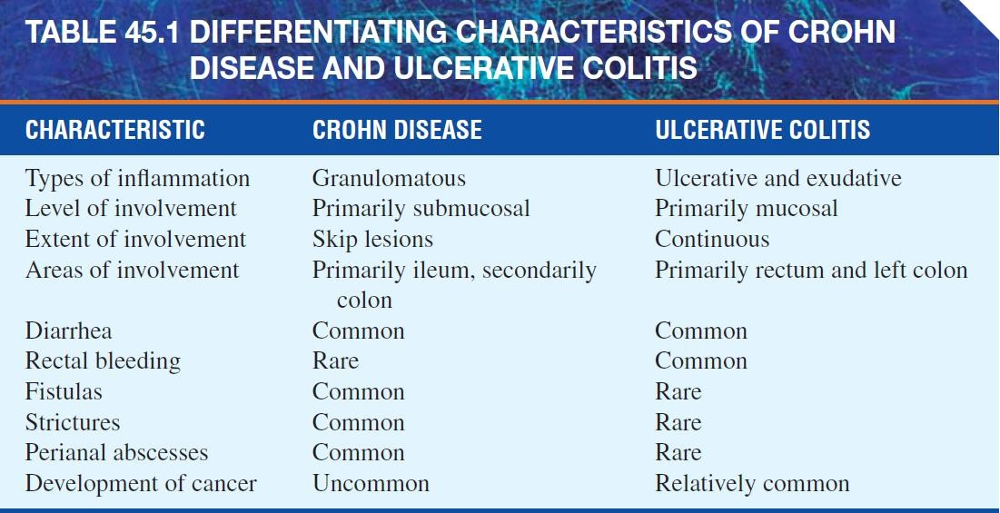 TABLE 45.1 DIFFERENTIATING CHARACTERISTICS OF CROHN
DISEASE AND ULCERATIVE COLITIS
CHARACTERISTIC CROHN DISEASE ULCERATIVE COLITIS
Types of inflammation Granulomatous Ulcerative and exudative
Level of involvement Primarily submucosal Primarily mucosal
Extent of involvement Skip lesions Continuous
Areas of involvement Primarily ileum, secondarily Primarily rectum and left colon
colon
Diarrhea Common Common
Rectal bleeding Rare Common
Fistulas Common Rare
Strictures Common Rare
Perianal abscesses Common Rare
Development of cancer Uncommon Relatively common